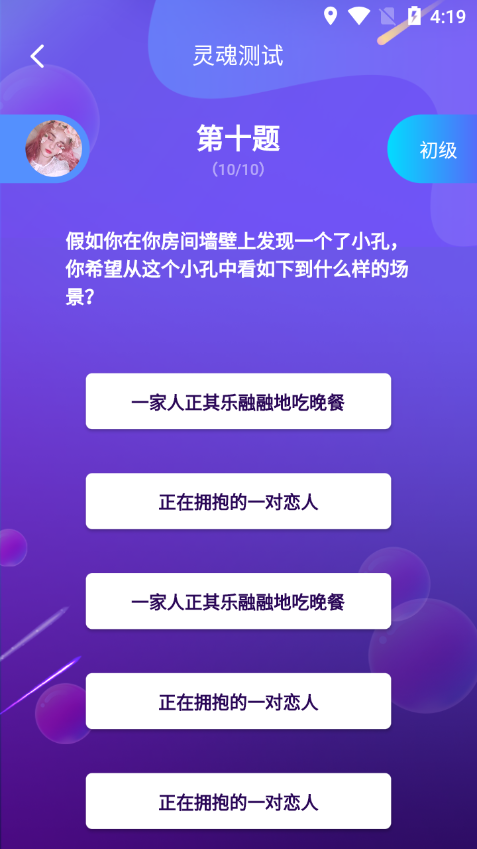 4:19
灵魂测试
第十题
初级
(10/10)
假如你在你房间墙壁上发现一个了小孔，
你希望从这个小孔中看如下到什么样的场
景？
一家人正其乐融融地吃晚餐
正在拥抱的一对恋人
一家人正其乐融融地吃晚餐
正在拥抱的一对恋人
正在拥抱的一对恋人